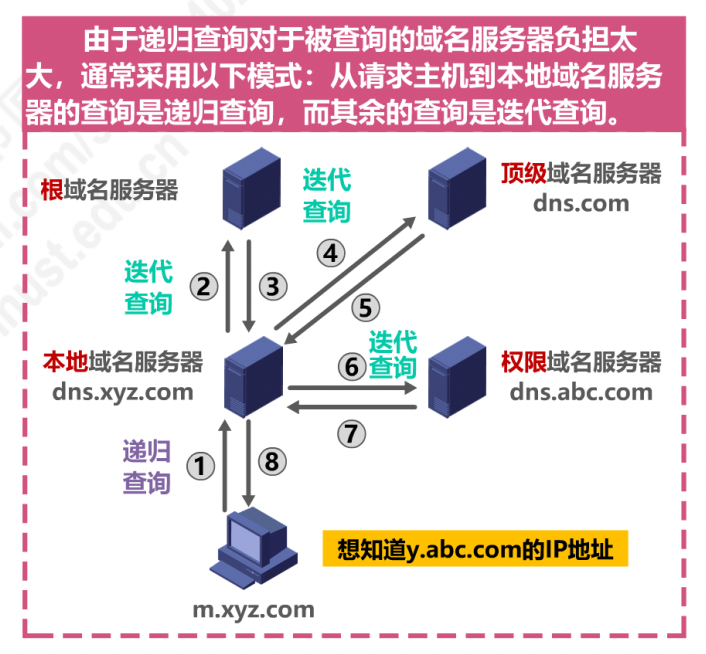 由于递归查询对于被查询的域名服务器负担太
大，通常采用以下模式：从请求主机到本地域名服务
器的查询是递归查询，而其余的查询是迭代查询。
根域名服务器
迭代
查询
顶级域名服务器
dns.com
④
迭代
查询
②
③
⑤
本地域名服务器
dns.xyz.com
迭代
查询
⑥
权限域名服务器
dns.abc.com
⑦
递归
查询
①
⑧
想知道y.abc.com的IP地址
m.xyz.com